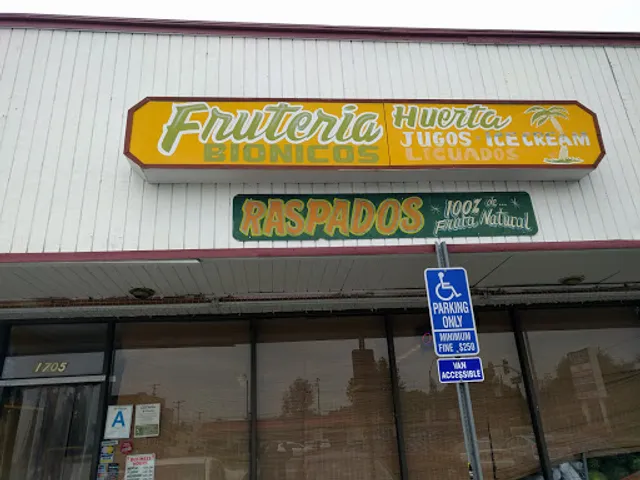 Fruteria
BIONICOS
Huerta
JUGOS ICE CREAM
LICUADOS
RASPADOS
100% de...
Fruta Natural
PARKING
ONLY
MINIMUM
FINE $250
VAN
ACCESSIBLE
1705
A